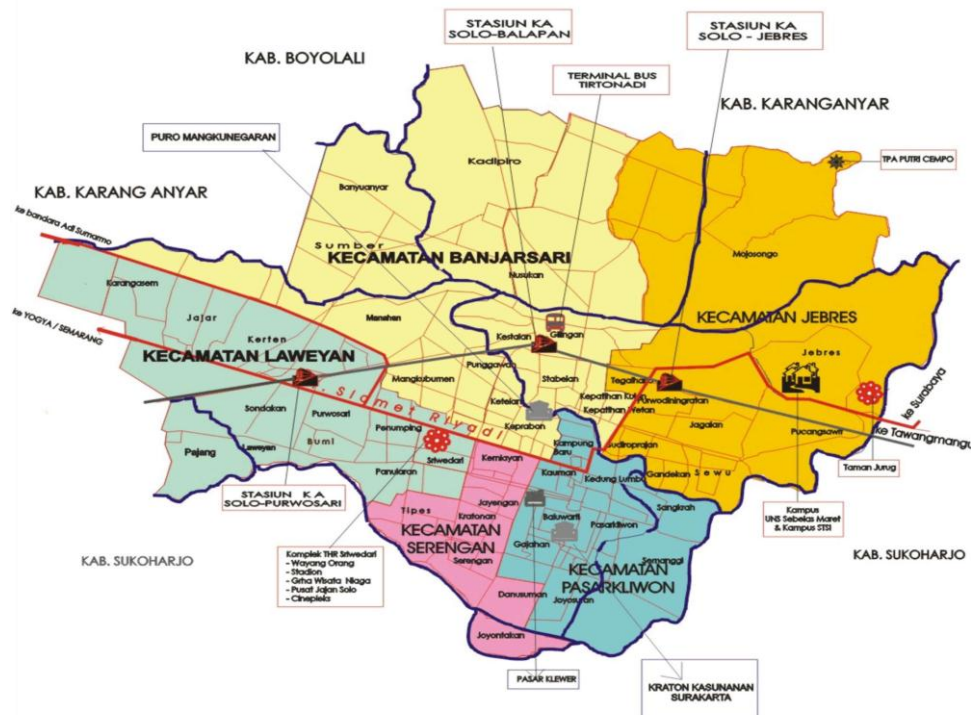 STASIUN KA
SOLO-BALAPAN
STASIUN KA
SOLO - JEBRES
KAB. BOYOLALI
TERMINAL BUS
TIRTONADI
KAB. KARANGANYAR
PURO MANGKUNEGARAN
TPA PUTRI CEMPO
Kadipiro
Banyuanyar
KAB. KARANG ANYAR
ke bandara Adi Sumarmo
Sumber
KECAMATAN BANJARSARI
Mojosongo
Nusukan
Karangasem
Jajar
Manahan
KECAMATAN JEBRES
ke YOGYA / SEMARANG
Kerten
Kestalan
Gilingan
Jebres
KECAMATAN LAWEYAN
Punggawan
Stabelan
Mangkubumen
Tegalharjo
ke Surabaya
Slamet Riyadi
Ketelan
Kepatihan Kulon
Purwodiningratan
Sondakan
Purwosari
Kepatihan Wetan
Penumping
Keprabon
Jagalan
Pucangsawit
ke Tawangmangu
Kampung
Baru
Sudiroprajan
Laweyan
Bumi
Pajang
Sriwedari
Kemlayan
Kauman
Kedung Lumbu
Gandekan
Sewu
Taman Jurug
Panularan
STASIUN K A
SOLO-PURWOSARI
Jayengan
Sangkrah
Tipes
Kratonan
Baluwarti
Pasarkliwon
Kampus
UNS Sebelas Maret
& Kampus STSI
KECAMATAN
SERENGAN
Gajahan
KAB. SUKOHARJO
KAB. SUKOHARJO
Komplek THR Sriwedari
- Wayang Orang
- Stadion
- Grha Wisata Niaga
- Pusat Jajan Solo
- Cineplek
Serengan
Semanggi
KECAMATAN
PASARKLIWON
Danusuman
Joyosuran
Joyontakan
PASAR KLEWER
KRATON KASUNANAN
SURAKARTA